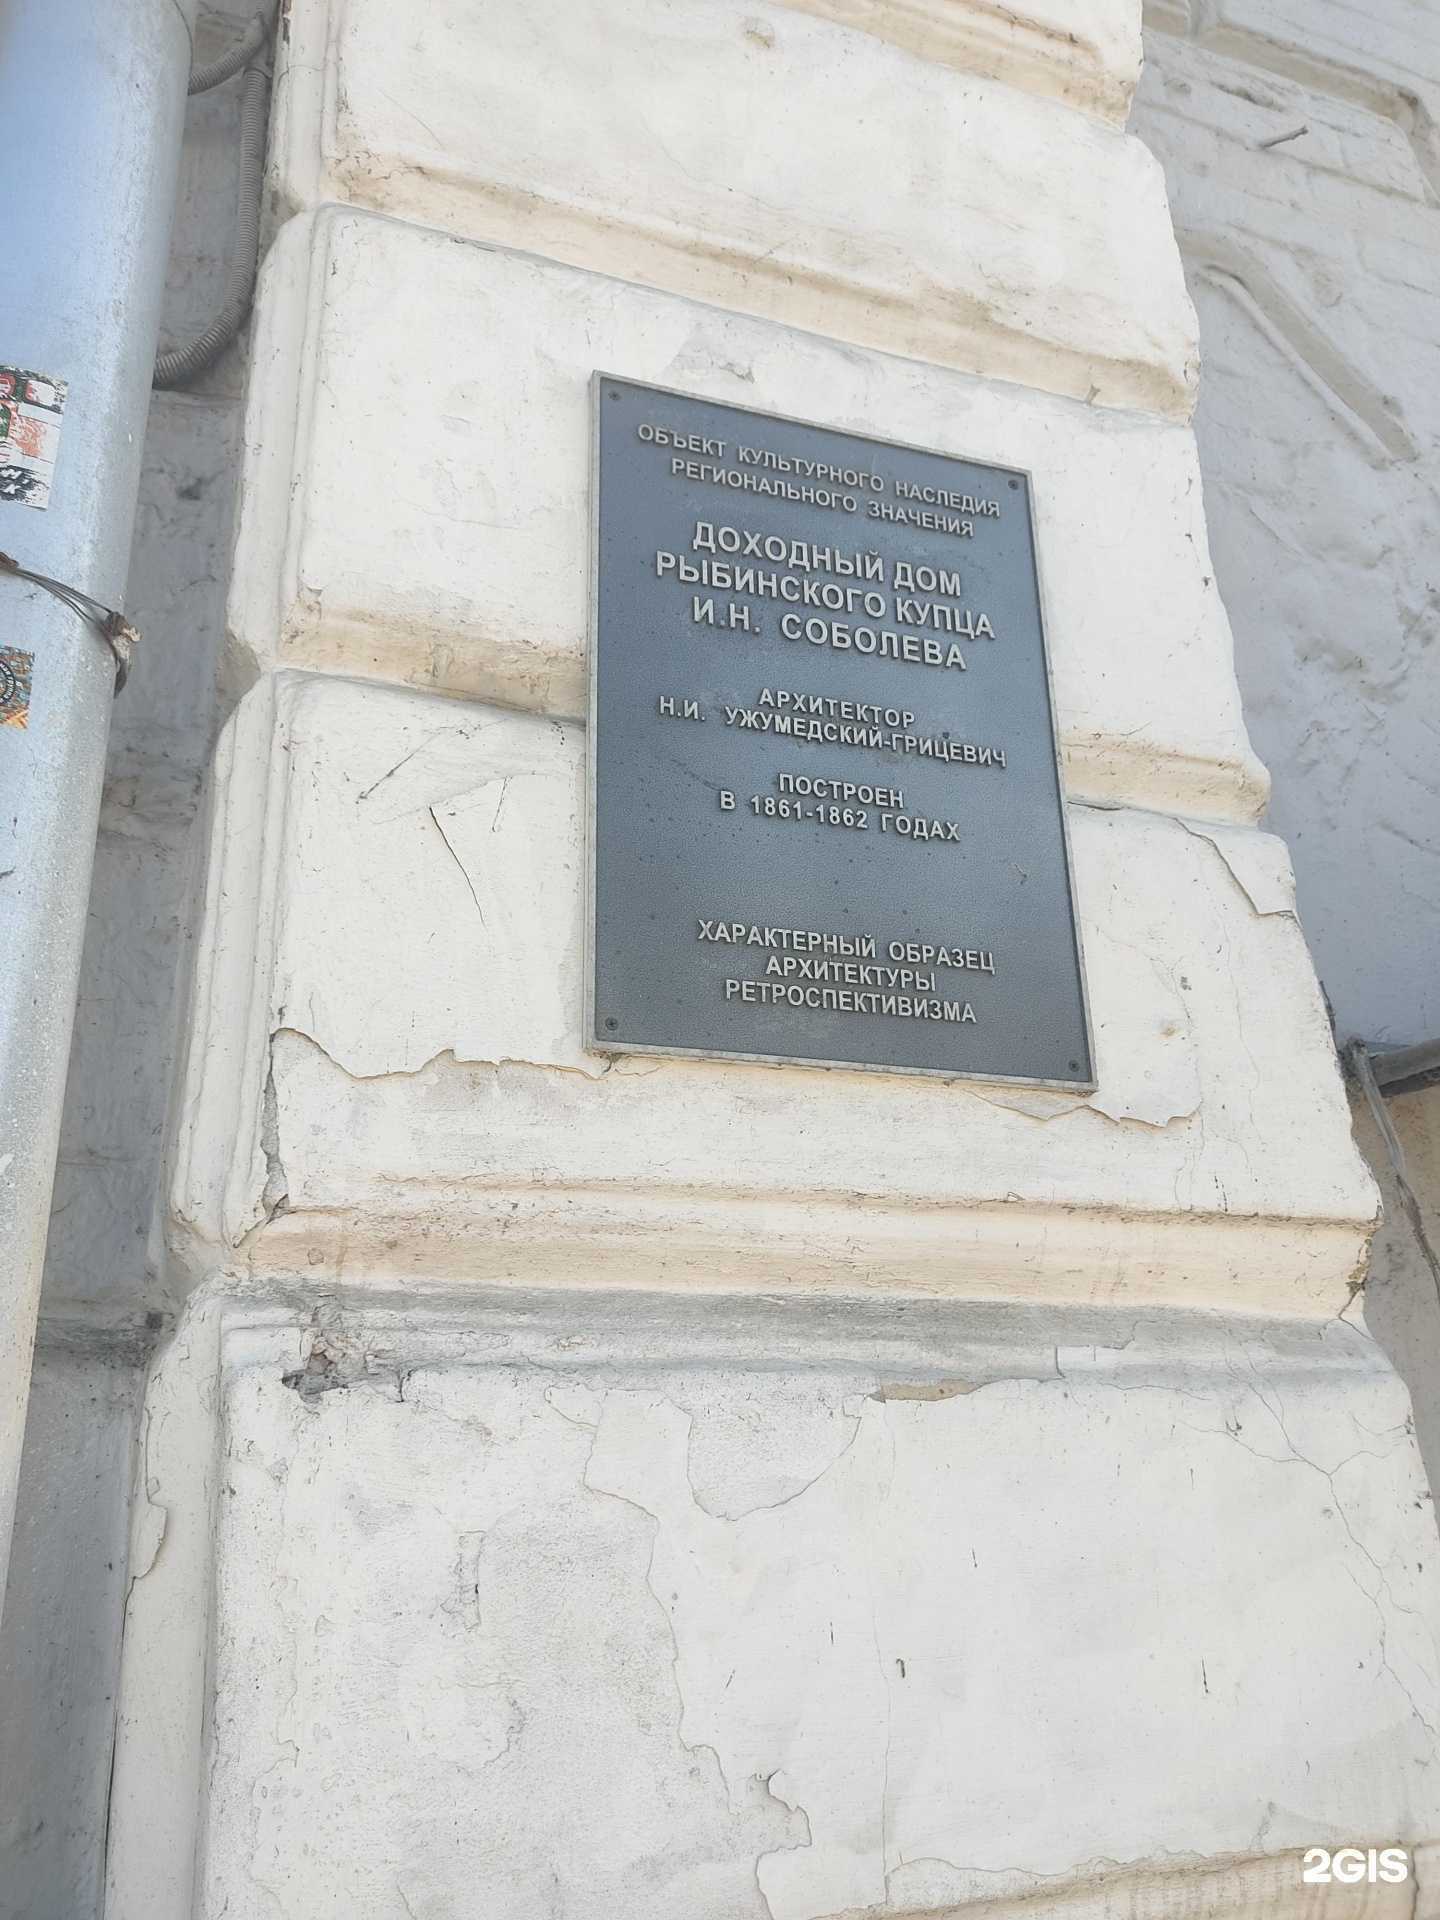 ОБЪЕКТ КУЛЬТУРНОГО НАСЛЕДИЯ
РЕГИОНАЛЬНОГО ЗНАЧЕНИЯ
ДОХОДНЫЙ ДОМ
РЫБИНСКОГО КУПЦА
И.Н. СОБОЛЕВА
АРХИТЕКТОР
Н.И. УЖУМЕДСКИЙ-ГРИЦЕВИЧ
ПОСТРОЕН
В 1861-1862 ГОДАХ
ХАРАКТЕРНЫЙ ОБРАЗЕЦ
АРХИТЕКТУРЫ
РЕТРОСПЕКТИВИЗМА
2GIS